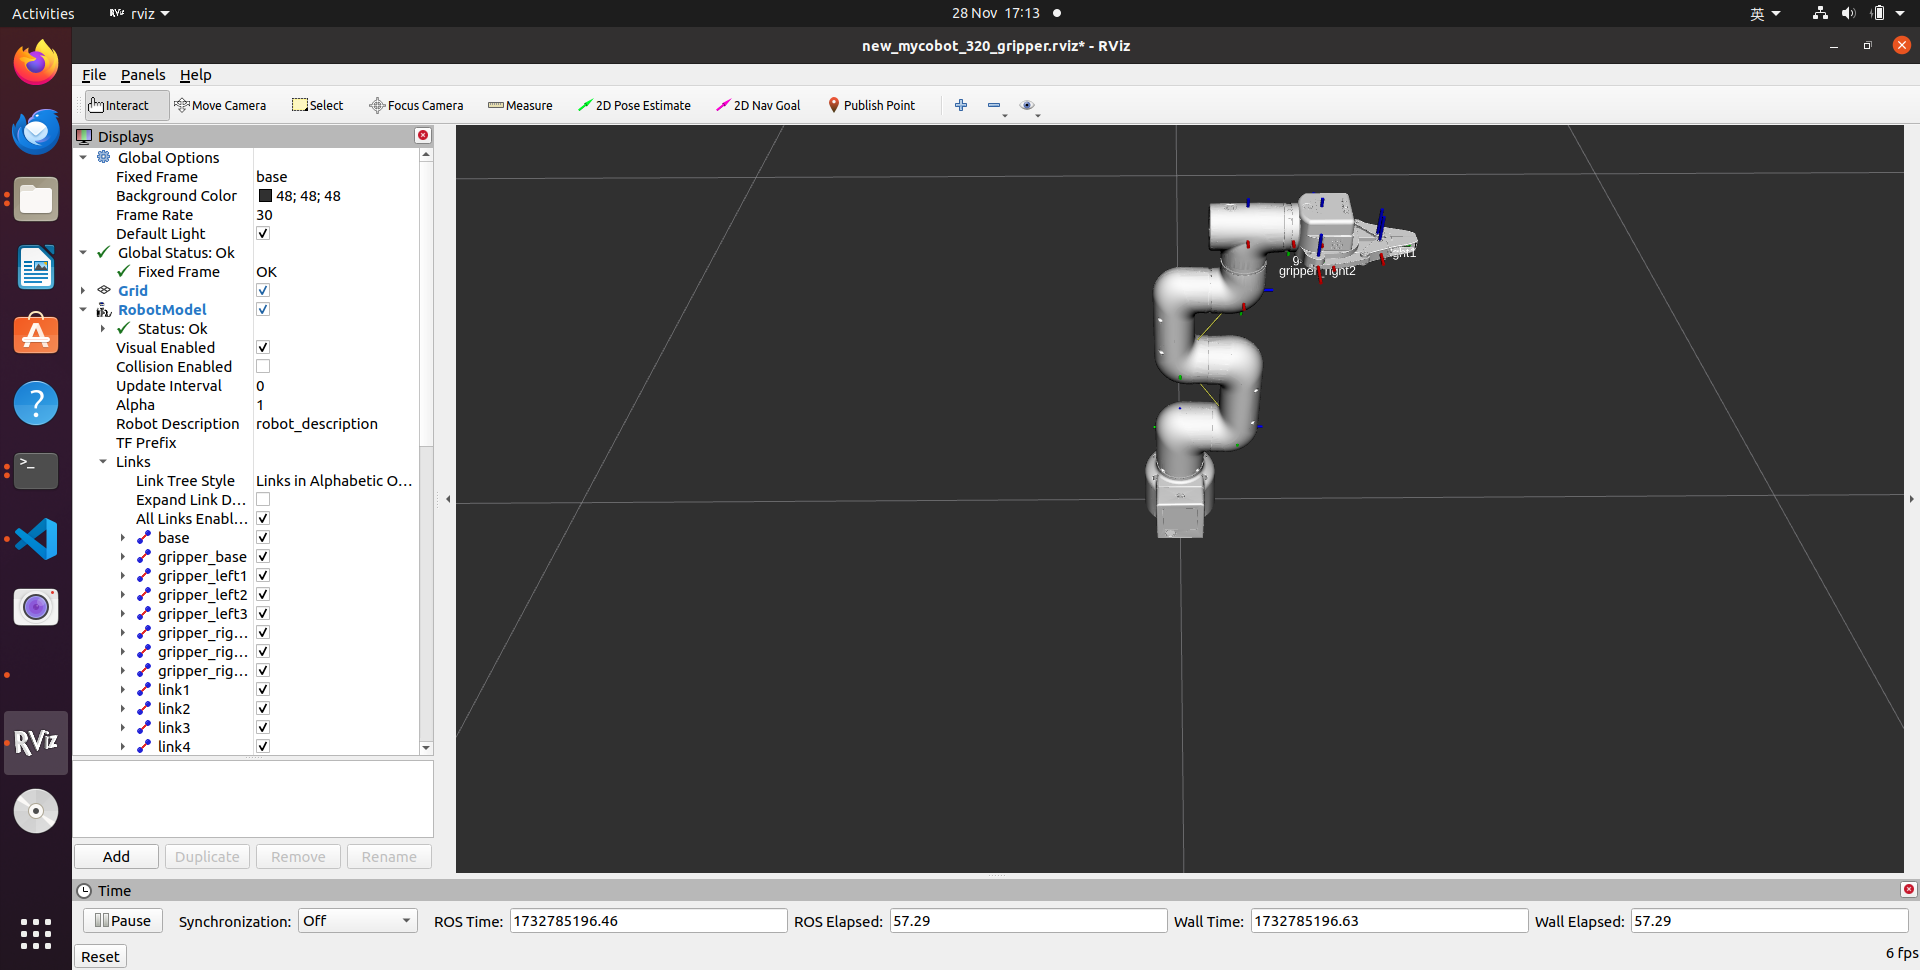 Activities
RViz rviz
28 Nov 17:13
英
new_mycobot_320_gripper.rviz* - RViz
File Panels Help
Interact Move Camera Select Focus Camera Measure 2D Pose Estimate 2D Nav Goal Publish Point
Displays
Global Options
Fixed Frame base
Background Color 48; 48; 48
Frame Rate 30
Default Light
Global Status: Ok
Fixed Frame OK
Grid
RobotModel
Status: Ok
Visual Enabled
Collision Enabled
Update Interval 0
Alpha 1
Robot Description robot_description
TF Prefix
Links
Link Tree Style Links in Alphabetic O...
Expand Link D...
All Links Enabl...
base
gripper_base
gripper_left1
gripper_left2
gripper_left3
gripper_rig...
gripper_rig...
gripper_rig...
link1
link2
link3
link4
Add Duplicate Remove Rename
RViz
Time
Pause Synchronization: Off ROS Time: 1732785196.46 ROS Elapsed: 57.29 Wall Time: 1732785196.63 Wall Elapsed: 57.29
Reset
6 fps